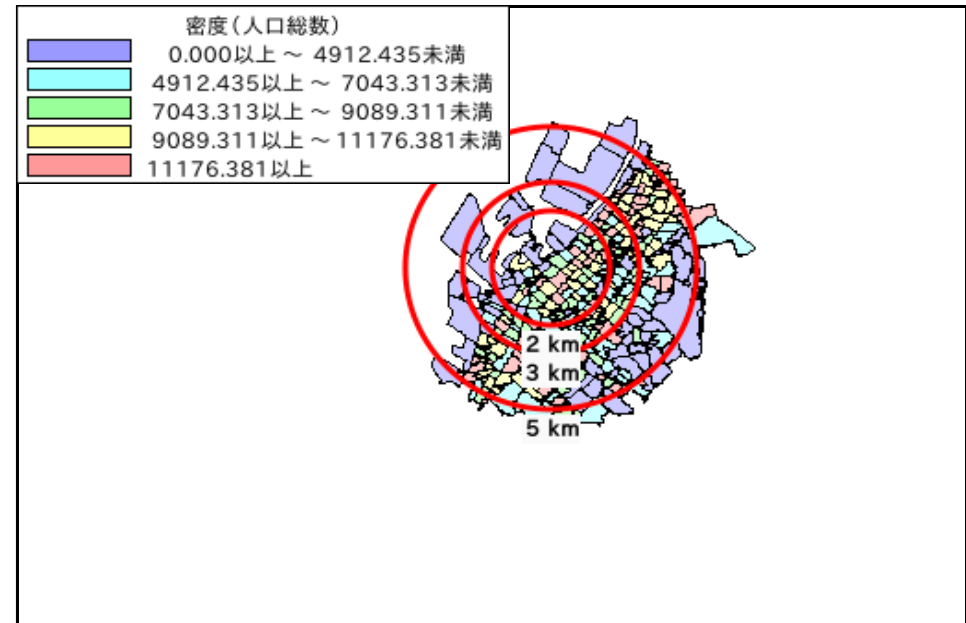 密度(人口総数)
0.000以上 ~ 4912.435未満
4912.435以上 ~ 7043.313未満
7043.313以上 ~ 9089.311未満
9089.311以上 ~ 11176.381未満
11176.381以上
2 km
3 km
5 km